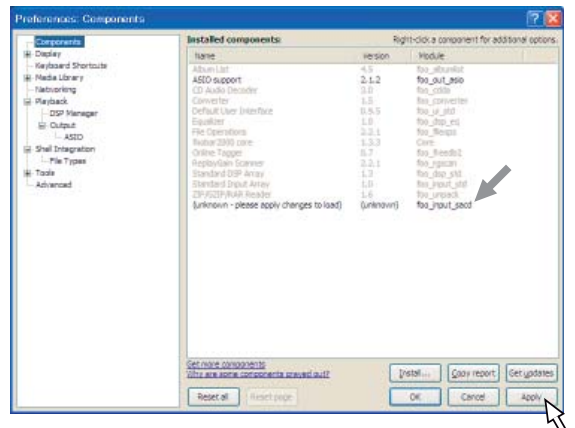 Preferences: Components
Components
Display
Keyboard Shortcuts
Media Library
Networking
Playback
DSP Manager
Output
ASIO
Shell Integration
File Types
Tools
Advanced
Installed components:
Right-click a component for additional options.
Name Version Module
Album List 4.5 foo_albumlist
ASIO support 2.1.2 foo_out_asio
CD Audio Decoder 3.0 foo_cdda
Converter 1.5 foo_converter
Default User Interface 0.9.5 foo_ui_std
Equalizer 1.0 foo_dsp_eq
File Operations 2.2.1 foo_fileops
foobar2000 core 1.3.3 Core
Online Tagger 0.7 foo_freedb2
ReplayGain Scanner 2.2.1 foo_rgscan
Standard DSP Array 1.3 foo_dsp_std
Standard Input Array 1.0 foo_input_std
ZIP/GZIP/RAR Reader 1.6 foo_unpack
(unknown - please apply changes to load) (unknown) foo_input_sacd
Get more components
Why are some components grayed out?
Install... Copy report Get updates
Reset all Reset page OK Cancel Apply